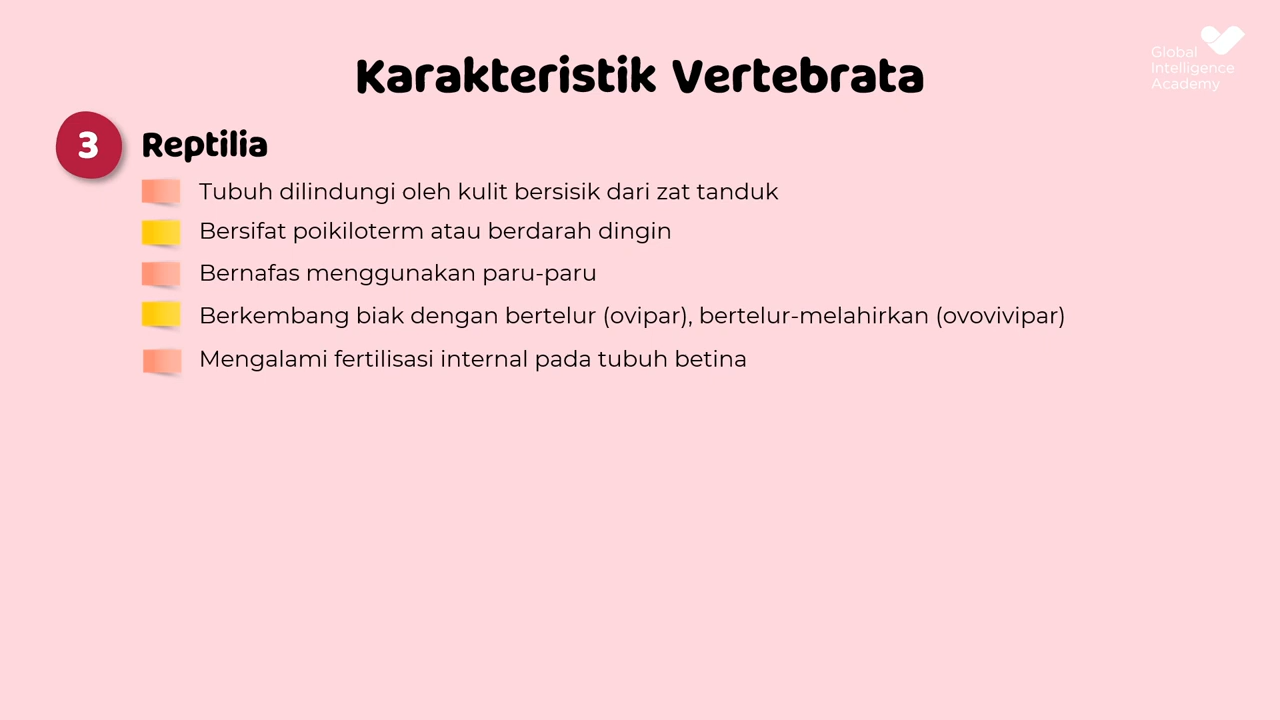 Global
Intelligence
Academy
Karakteristik Vertebrata
3 Reptilia
Tubuh dilindungi oleh kulit bersisik dari zat tanduk
Bersifat poikiloterm atau berdarah dingin
Bernafas menggunakan paru-paru
Berkembang biak dengan bertelur (ovipar), bertelur-melahirkan (ovovivipar)
Mengalami fertilisasi internal pada tubuh betina